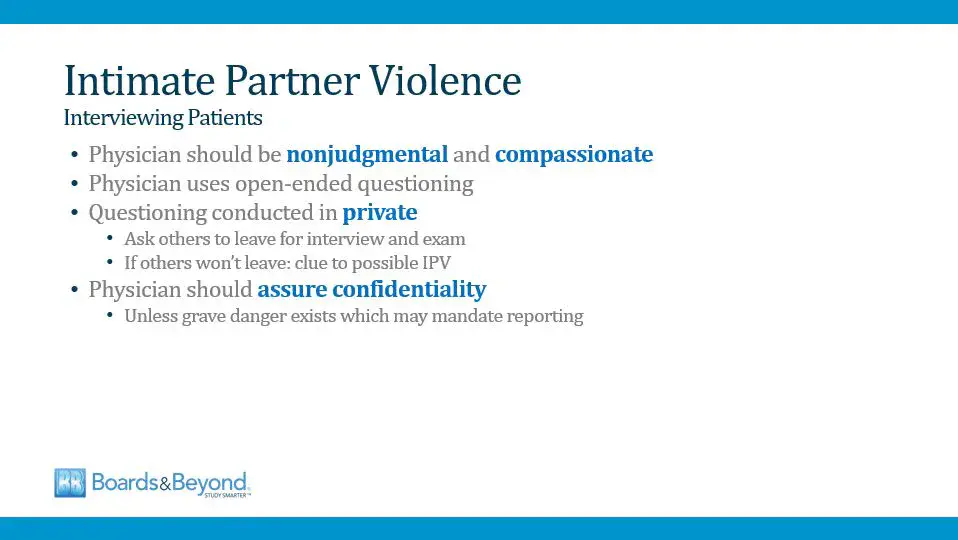 Intimate Partner Violence
Interviewing Patients
• Physician should be nonjudgmental and compassionate
• Physician uses open-ended questioning
• Questioning conducted in private
• Ask others to leave for interview and exam
• If others won't leave: clue to possible IPV
• Physician should assure confidentiality
• Unless grave danger exists which may mandate reporting
BB Boards&Beyond
STUDY SMARTER™